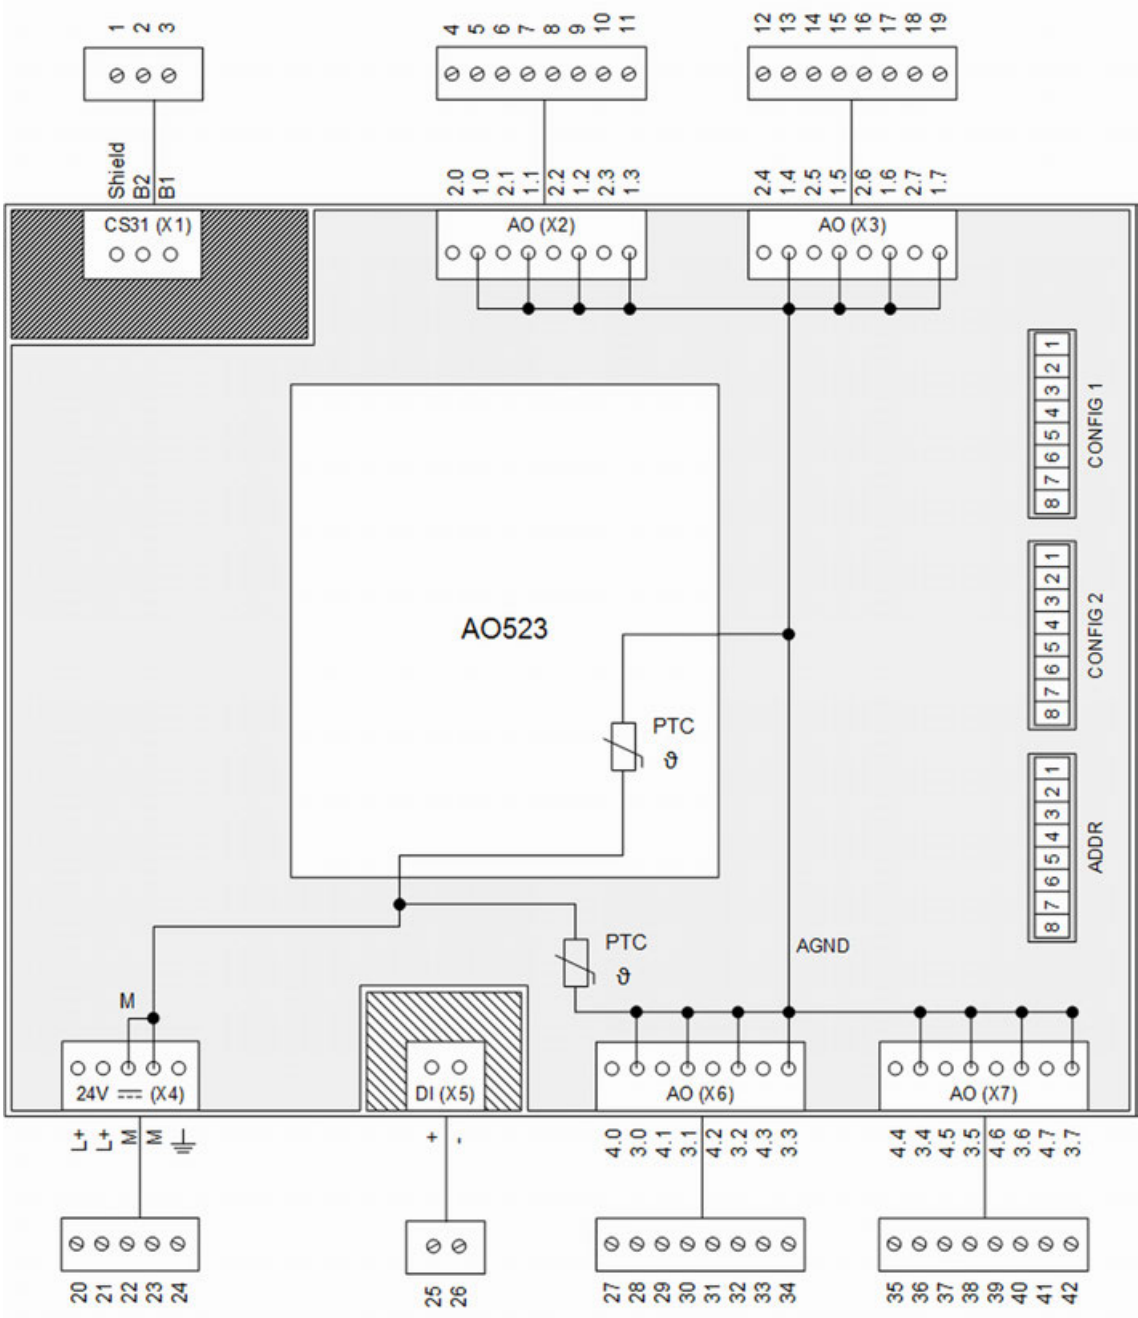 1 2 3
4 5 6 7 8 9 10 11
12 13 14 15 16 17 18 19
Shield B2 B1
2.0 1.0 2.1 1.1 2.2 1.2 2.3 1.3
2.4 1.4 2.5 1.5 2.6 1.6 2.7 1.7
CS31 (X1)
AO (X2)
AO (X3)
1 2 3 4 5 6 7 8
CONFIG 1
1 2 3 4 5 6 7 8
CONFIG 2
AO523
PTC
ϑ
1 2 3 4 5 6 7 8
ADDR
PTC
ϑ
AGND
M
24V (X4)
DI (X5)
AO (X6)
AO (X7)
L+ L+ M M
+ -
4.0 3.0 4.1 3.1 4.2 3.2 4.3 3.3
4.4 3.4 4.5 3.5 4.6 3.6 4.7 3.7
20 21 22 23 24
25 26
27 28 29 30 31 32 33 34
35 36 37 38 39 40 41 42